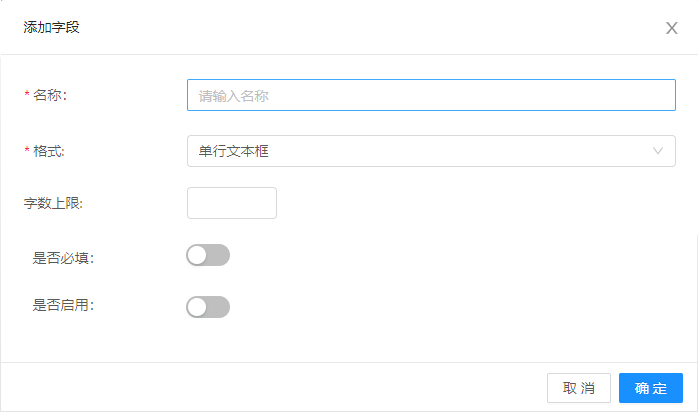 添加字段
* 名称：
请输入名称
* 格式:
单行文本框
字数上限:
是否必填：
是否启用：
取 消
确 定